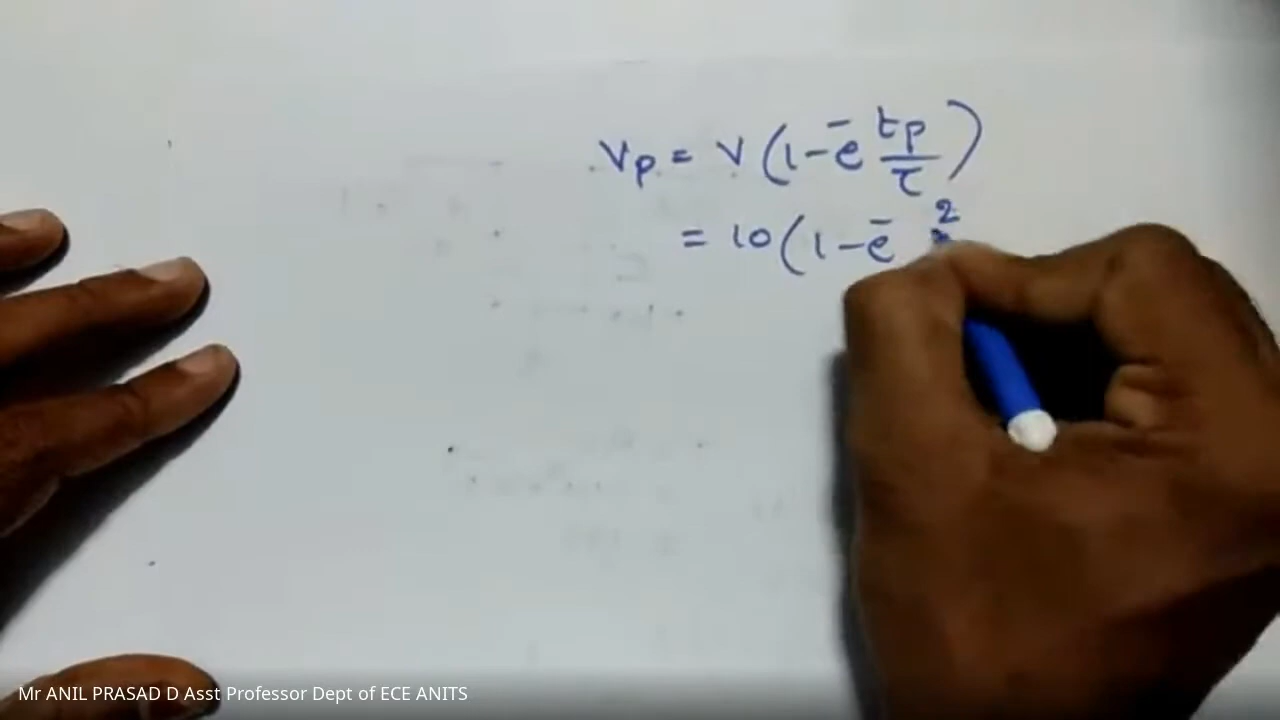 Vp = V (1 - e^-tp/τ)
= 10 (1 - e^- 2
Mr ANIL PRASAD D Asst Professor Dept of ECE ANITS